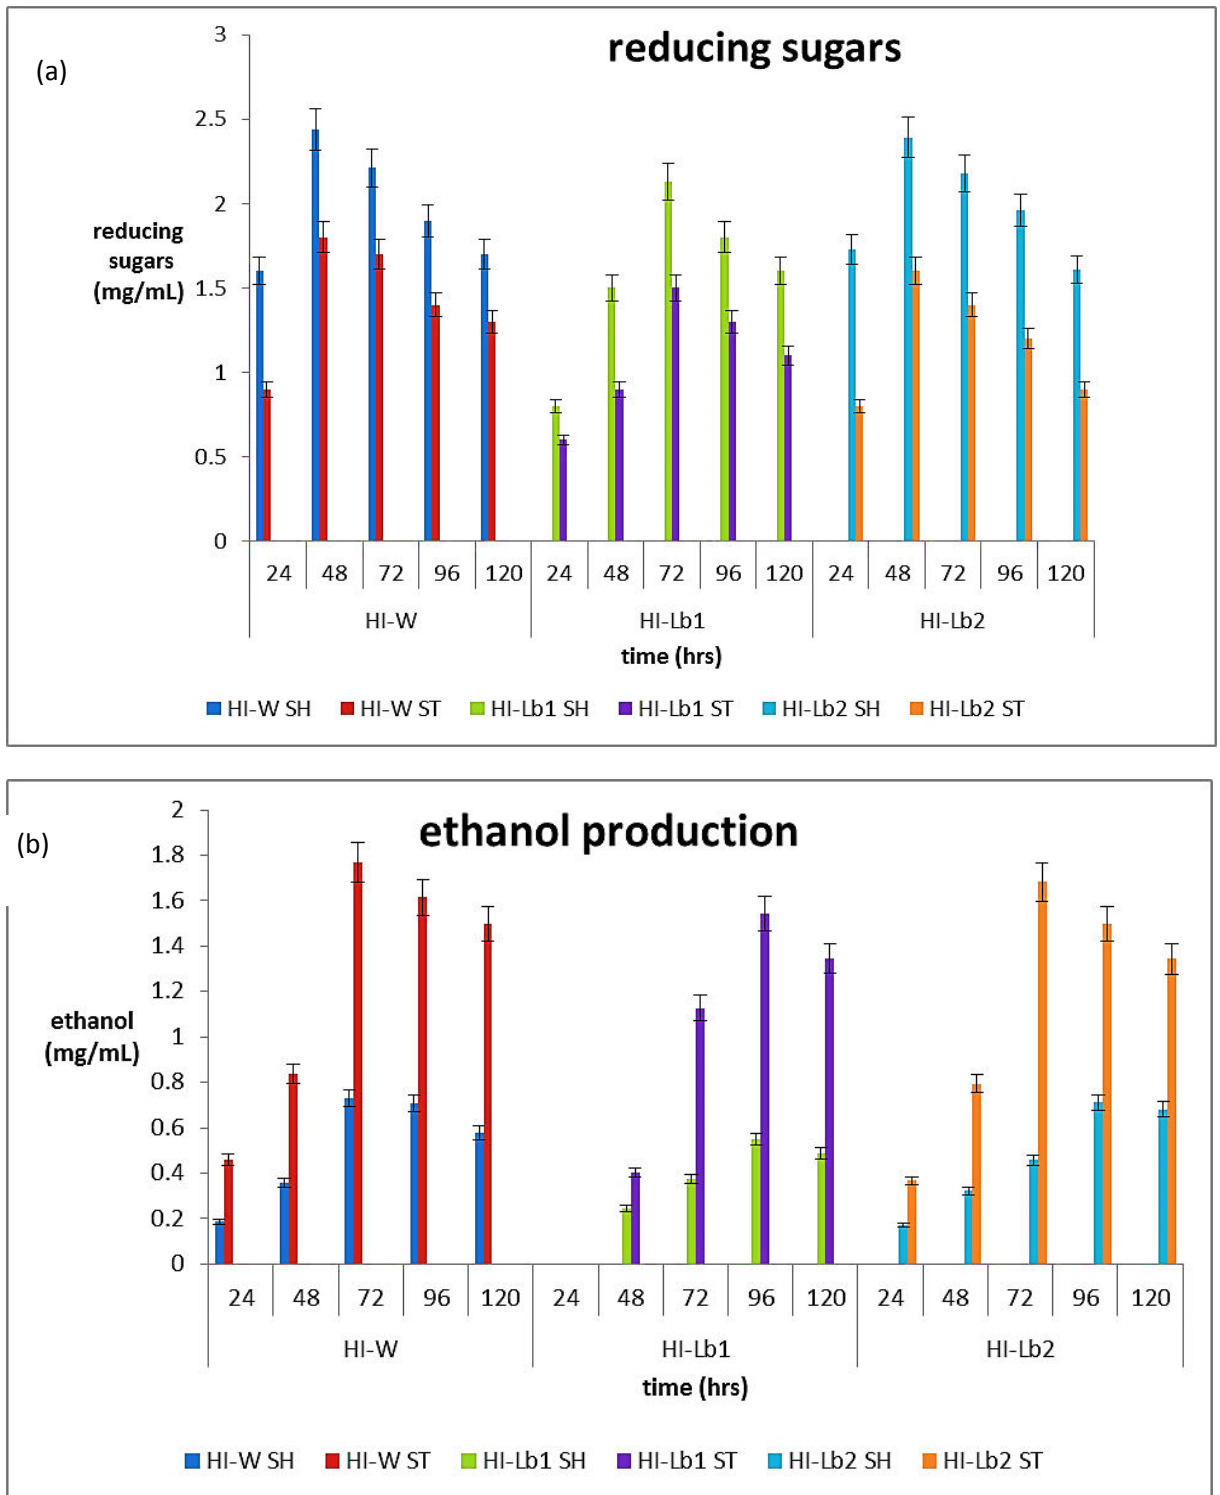 (a)
reducing sugars
3
2.5
2
1.5
1
0.5
0
reducing
sugars
(mg/mL)
24 48 72 96 120 24 48 72 96 120 24 48 72 96 120
HI-W HI-Lb1 HI-Lb2
time (hrs)
HI-W SH HI-W ST HI-Lb1 SH HI-Lb1 ST HI-Lb2 SH HI-Lb2 ST
(b)
ethanol production
2
1.8
1.6
1.4
1.2
1
0.8
0.6
0.4
0.2
0
ethanol
(mg/mL)
24 48 72 96 120 24 48 72 96 120 24 48 72 96 120
HI-W HI-Lb1 HI-Lb2
time (hrs)
HI-W SH HI-W ST HI-Lb1 SH HI-Lb1 ST HI-Lb2 SH HI-Lb2 ST